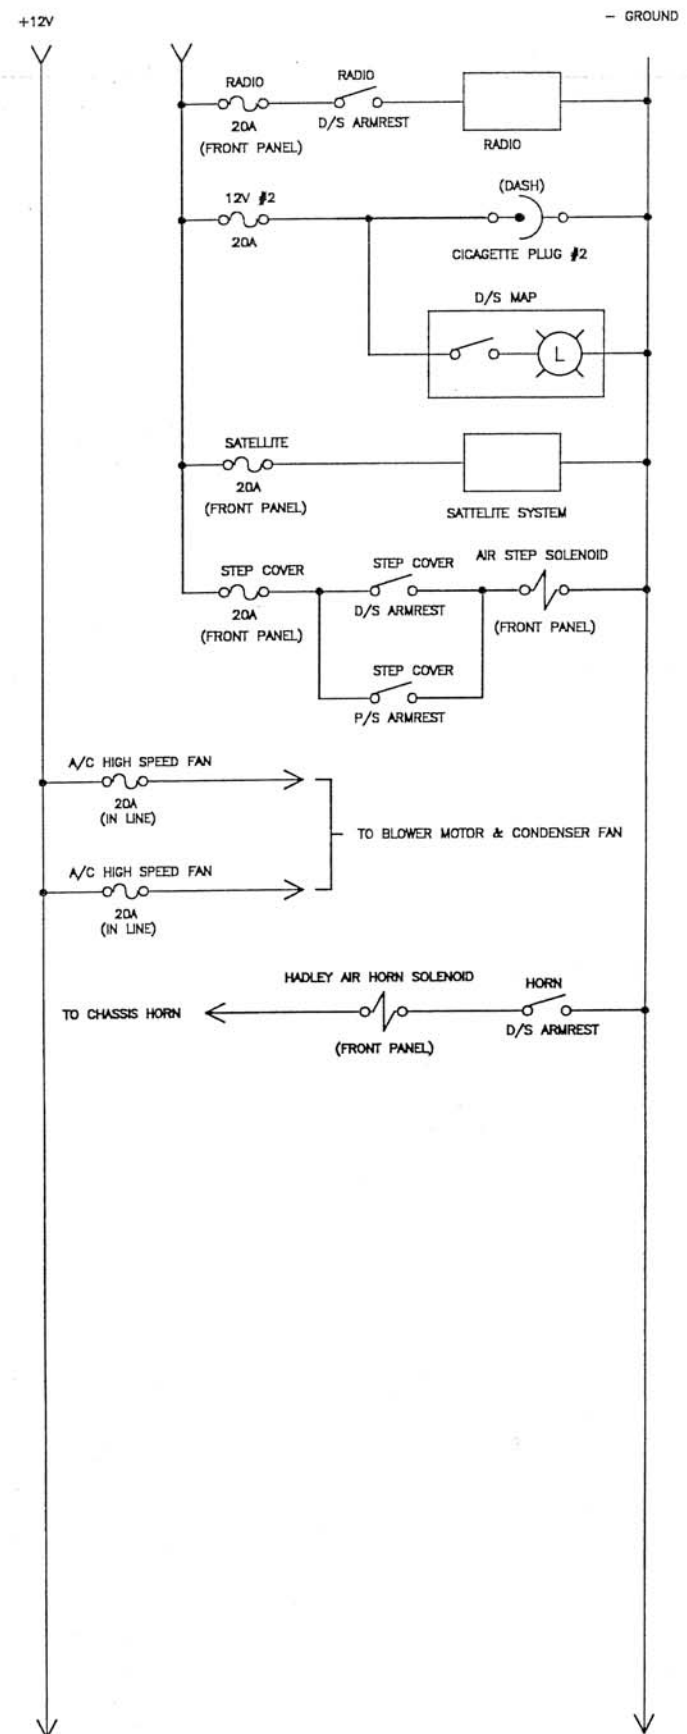 +12V
- GROUND
RADIO
20A
(FRONT PANEL)
RADIO
D/S ARMREST
RADIO
12V #2
20A
(DASH)
CICAGETTE PLUG #2
D/S MAP
L
SATELLITE
20A
(FRONT PANEL)
SATTELITE SYSTEM
STEP COVER
20A
(FRONT PANEL)
STEP COVER
D/S ARMREST
AIR STEP SOLENOID
(FRONT PANEL)
STEP COVER
P/S ARMREST
A/C HIGH SPEED FAN
20A
(IN LINE)
TO BLOWER MOTOR & CONDENSER FAN
A/C HIGH SPEED FAN
20A
(IN LINE)
TO CHASSIS HORN
HADLEY AIR HORN SOLENOID
(FRONT PANEL)
HORN
D/S ARMREST